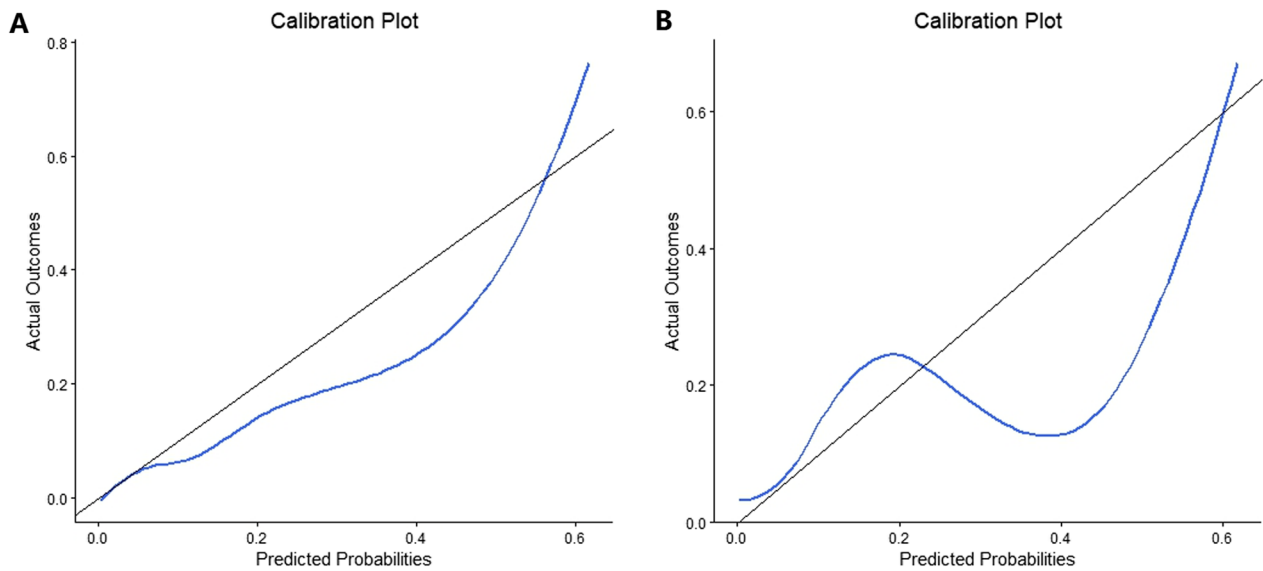 A
Calibration Plot
0.8
0.6
0.4
0.2
0.0
Actual Outcomes
0.0 0.2 0.4 0.6
Predicted Probabilities
B
Calibration Plot
0.6
0.4
0.2
0.0
Actual Outcomes
0.0 0.2 0.4 0.6
Predicted Probabilities